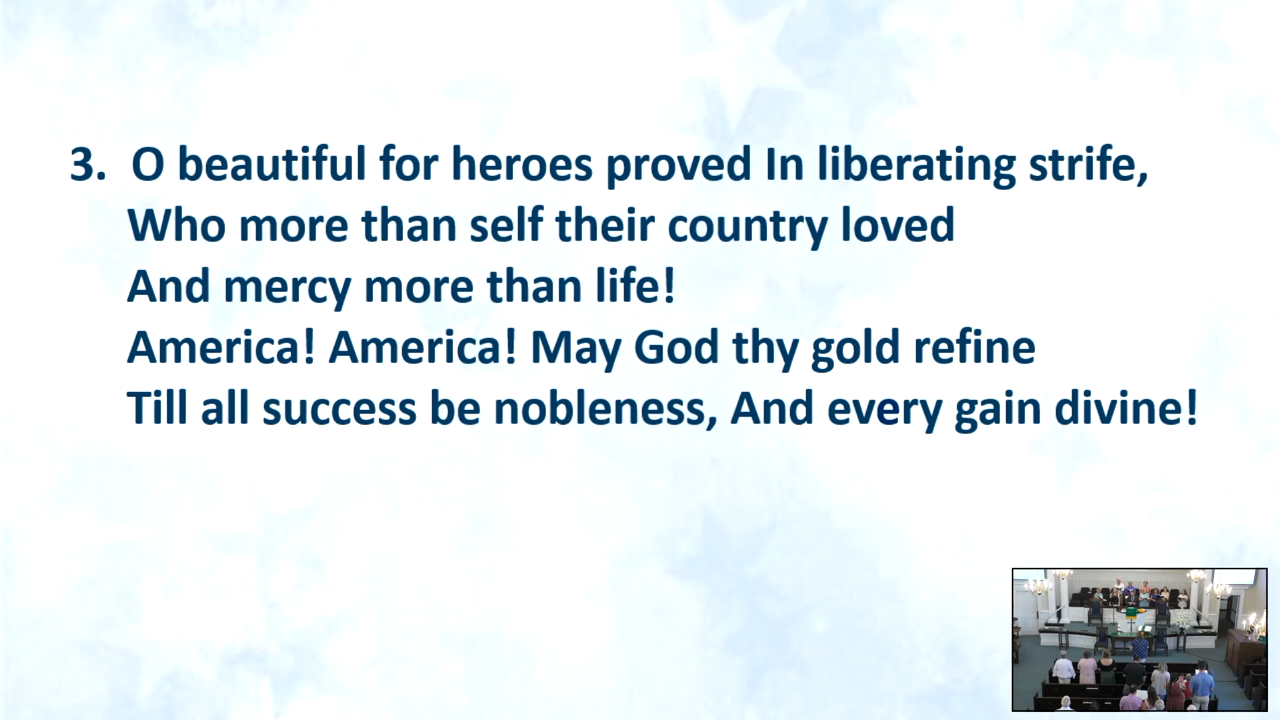 3. O beautiful for heroes proved In liberating strife,
Who more than self their country loved
And mercy more than life!
America! America! May God thy gold refine
Till all success be nobleness, And every gain divine!